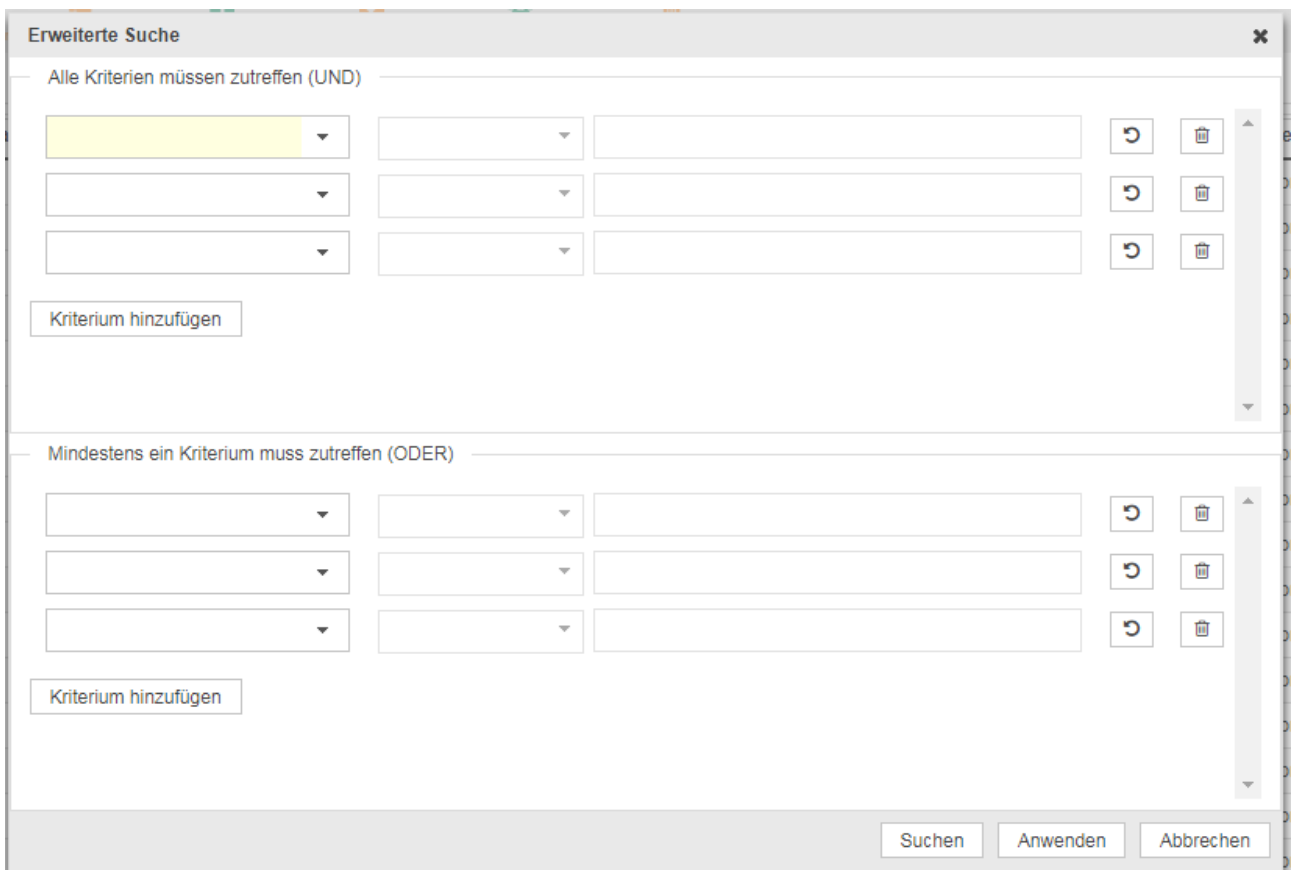 Erweiterte Suche
Alle Kriterien müssen zutreffen (UND)
Kriterium hinzufügen
Mindestens ein Kriterium muss zutreffen (ODER)
Kriterium hinzufügen
Suchen Anwenden Abbrechen